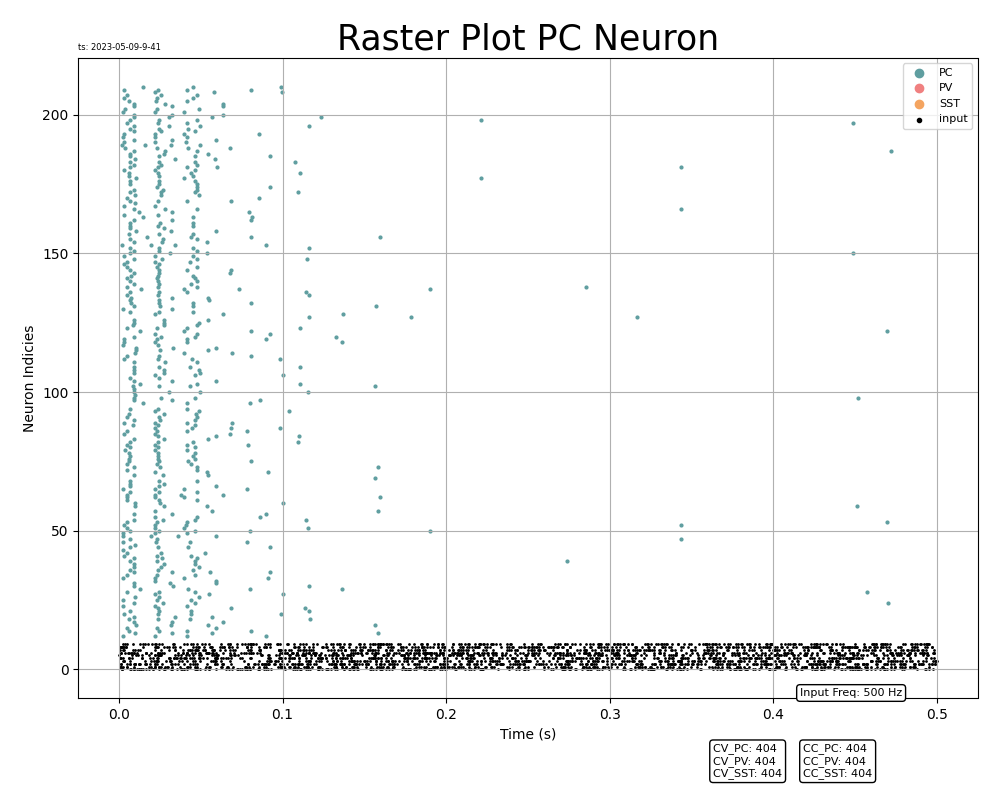 Raster Plot PC Neuron
ts: 2023-05-09-9-41
PC
PV
SST
input
Neuron Indicies
200
150
100
50
0
0.0 0.1 0.2 0.3 0.4 0.5
Time (s)
Input Freq: 500 Hz
CV_PC: 404
CV_PV: 404
CV_SST: 404
CC_PC: 404
CC_PV: 404
CC_SST: 404